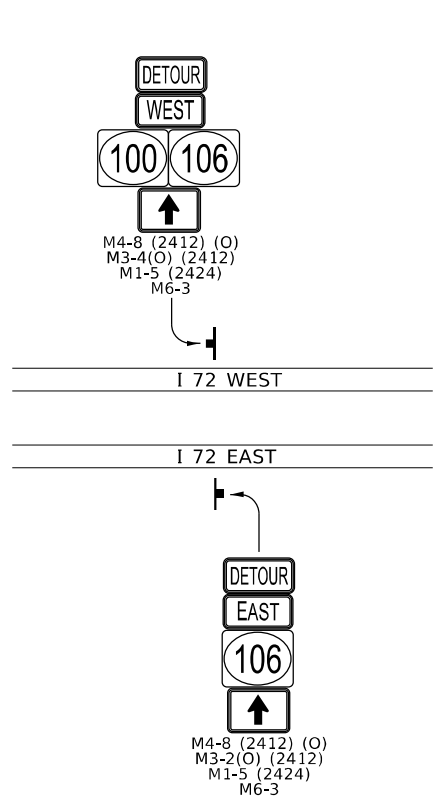 DETOUR
WEST
100 106
M4-8 (2412) (O)
M3-4(O) (2412)
M1-5 (2424)
M6-3
I 72 WEST
I 72 EAST
DETOUR
EAST
106
M4-8 (2412) (O)
M3-2(O) (2412)
M1-5 (2424)
M6-3